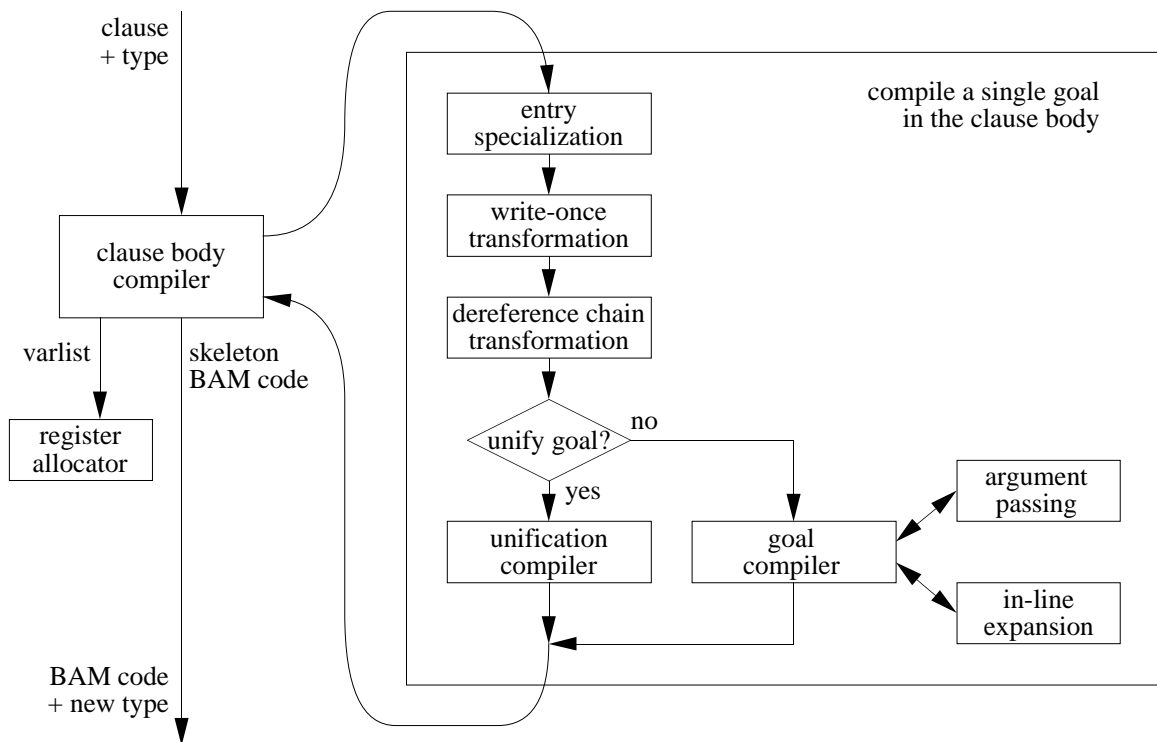 clause
+ type
compile a single goal
in the clause body
entry
specialization
write-once
transformation
clause body
compiler
dereference chain
transformation
varlist
skeleton
BAM code
register
allocator
unify goal?
no
yes
argument
passing
unification
compiler
goal
compiler
in-line
expansion
BAM code
+ new type